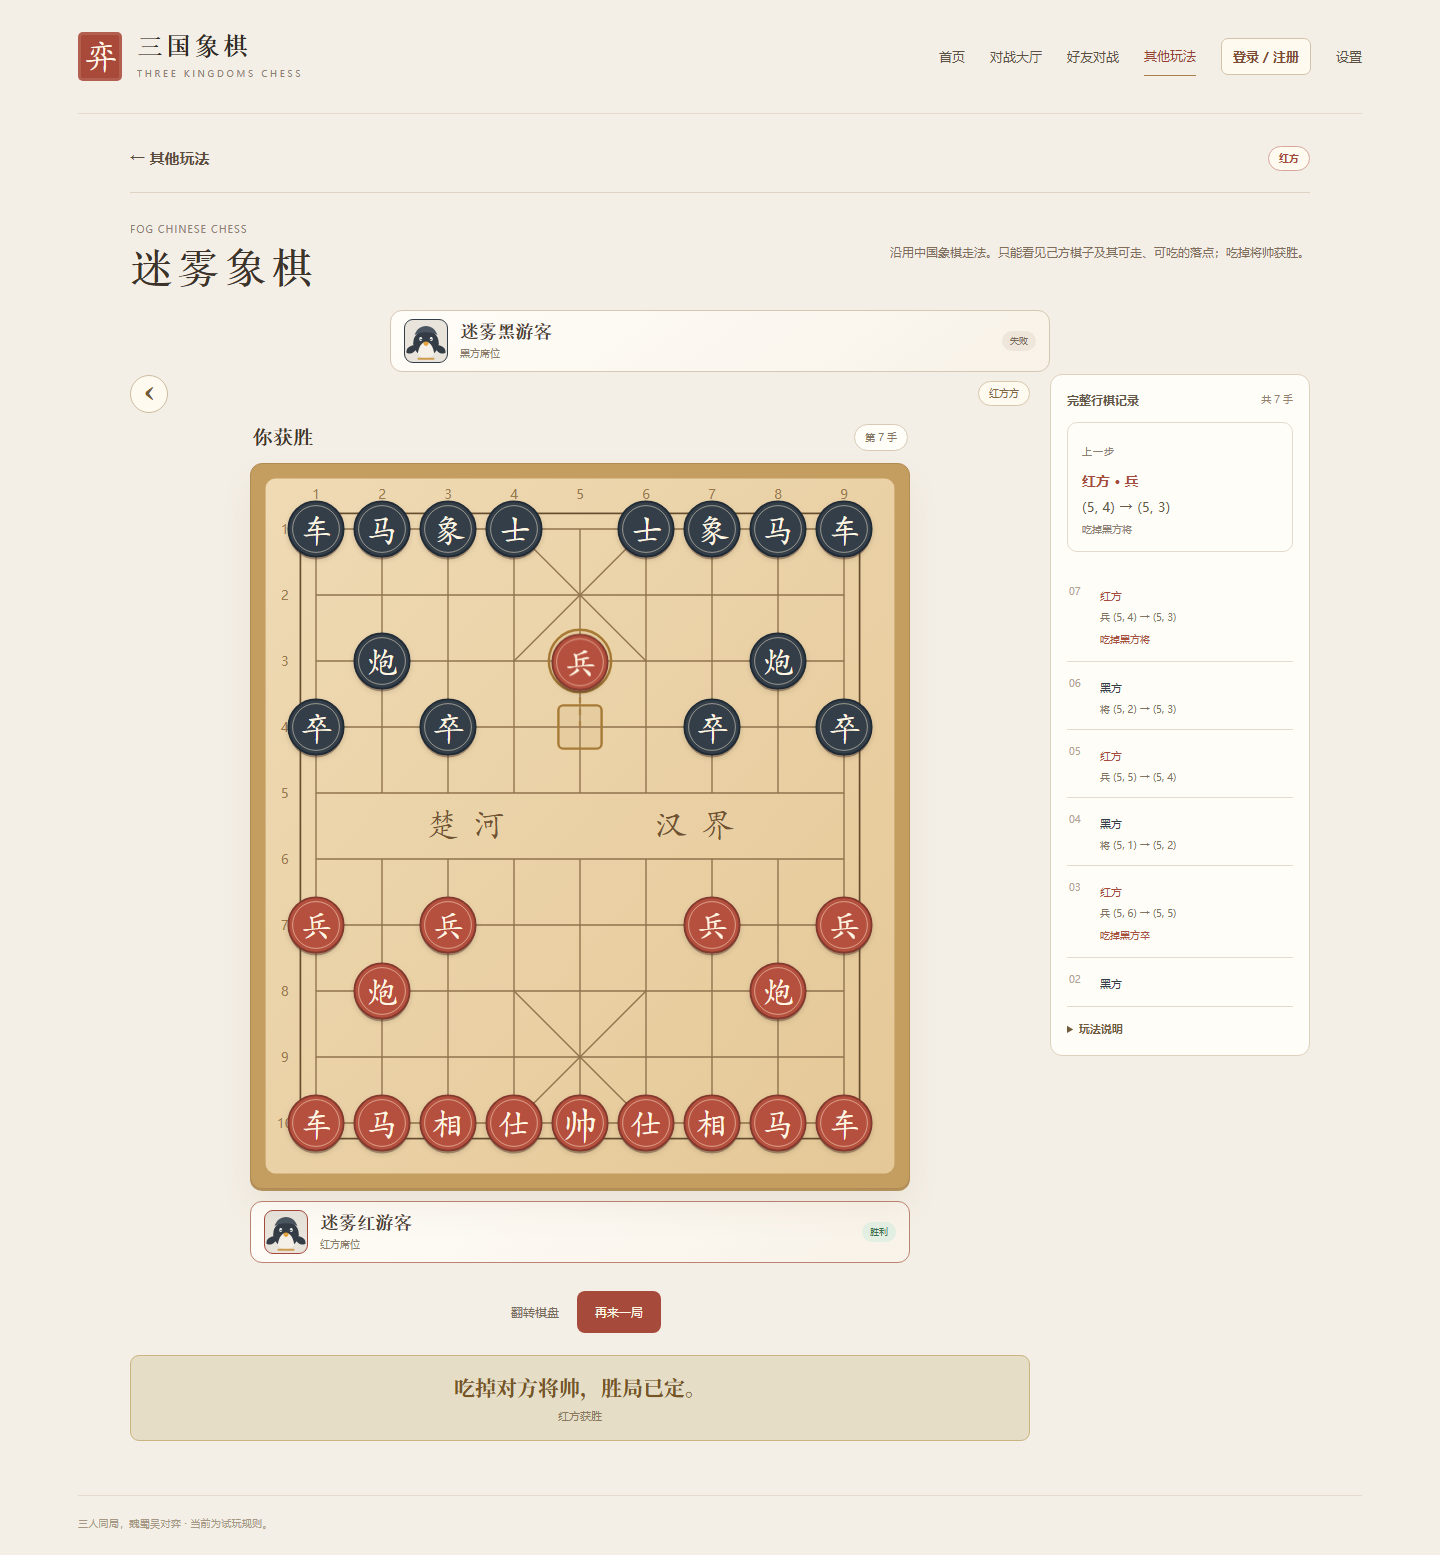 弈
三国象棋
THREE KINGDOMS CHESS
首页 对战大厅 好友对战 其他玩法 登录 / 注册 设置
← 其他玩法
红方
FOG CHINESE CHESS
迷雾象棋
沿用中国象棋走法。只能看见己方棋子及其可走、可吃的落点；吃掉将帅获胜。
迷雾黑游客
黑方席位
失败
‹
红方方
你获胜
第 7 手
1 2 3 4 5 6 7 8 9
1 车 马 象 士 士 象 马 车
2
3 炮 兵 炮
4 卒 卒 卒 卒
5
楚河 汉界
6
7 兵 兵 兵 兵
8 炮 炮
9
10 车 马 相 仕 帅 仕 相 马 车
迷雾红游客
红方席位
胜利
翻转棋盘 再来一局
吃掉对方将帅，胜局已定。
红方获胜
完整行棋记录 共 7 手
上一步
红方 • 兵
(5, 4) → (5, 3)
吃掉黑方将
07 红方
兵 (5, 4) → (5, 3)
吃掉黑方将
06 黑方
将 (5, 2) → (5, 3)
05 红方
兵 (5, 5) → (5, 4)
04 黑方
将 (5, 1) → (5, 2)
03 红方
兵 (5, 6) → (5, 5)
吃掉黑方卒
02 黑方
▶ 玩法说明
三人同局，魏蜀吴对弈 · 当前为试玩规则。